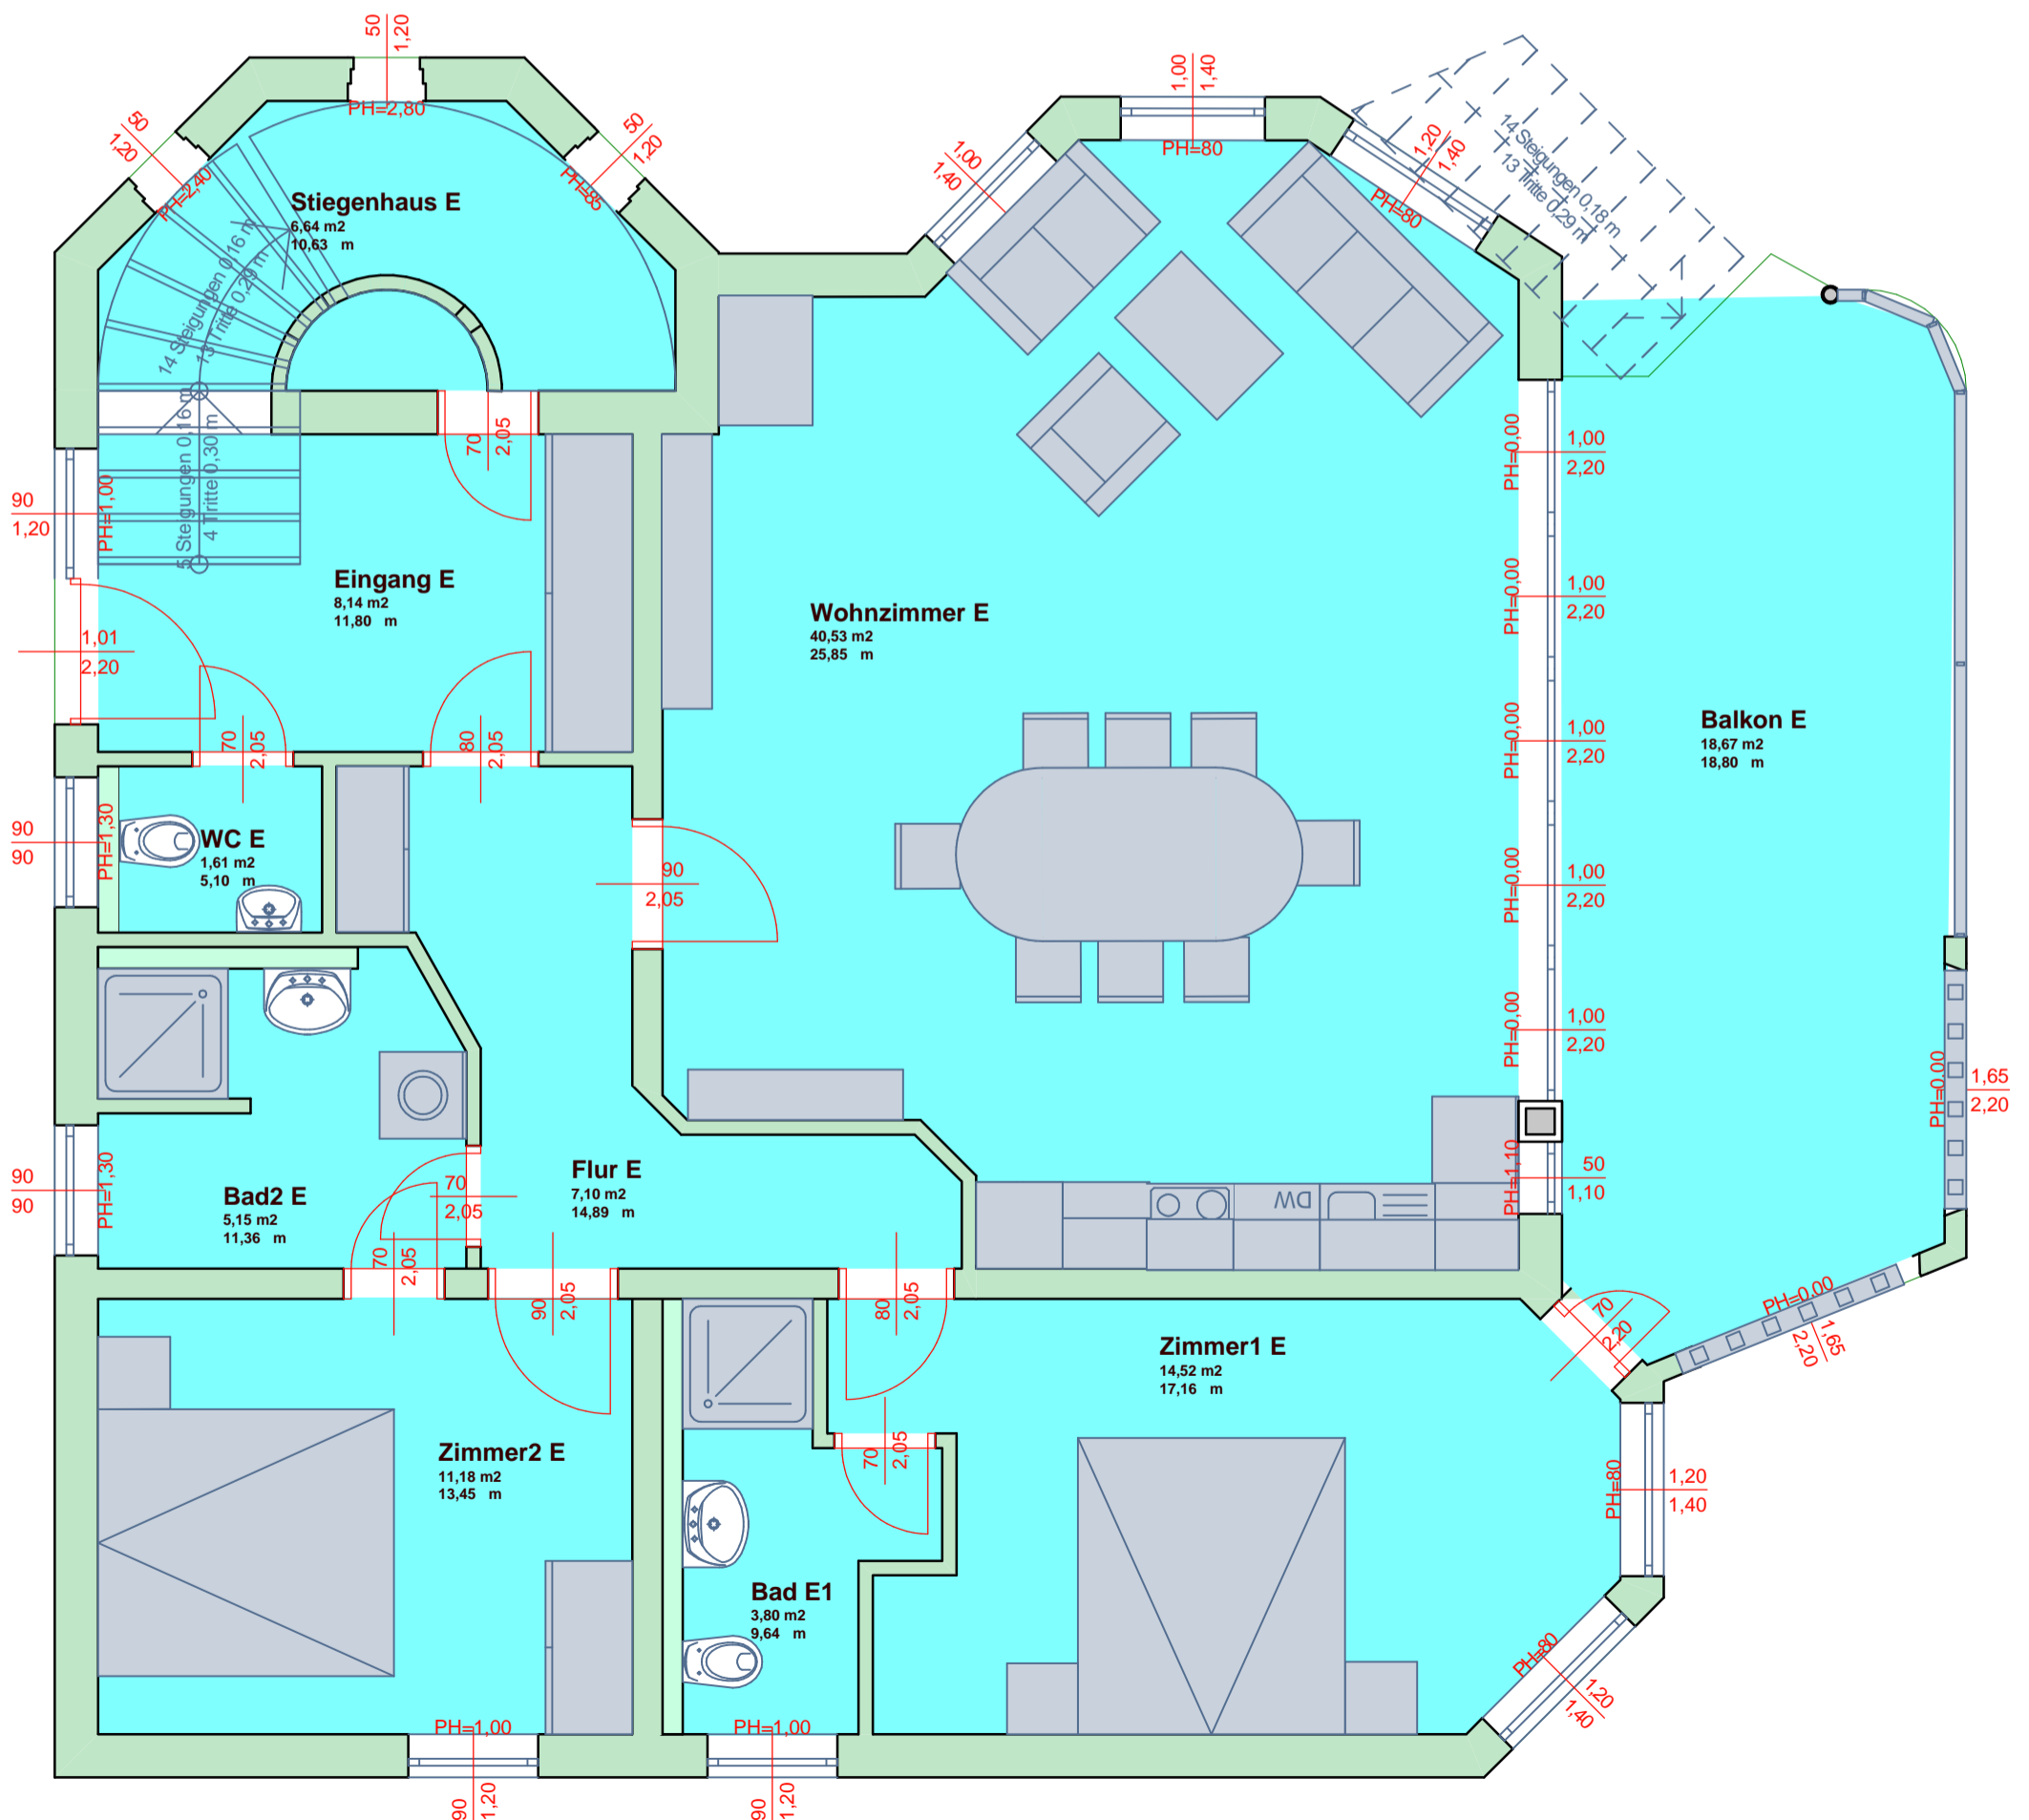 50
1,20
PH=2,80
50
1,20
PH=2,40
50
1,20
PH=85
Stiegenhaus E
6,64 m2
10,63 m
14 Steigungen 0,16 m
13 Tritte 0,29 m
1,00
1,40
PH=80
1,00
1,40
1,20
1,40
PH=80
14 Steigungen 0,18 m
13 Tritte 0,29 m
5 Steigungen 0,16 m
4 Tritte 0,30 m
70
2,05
90
1,20
PH=1,00
Eingang E
8,14 m2
11,80 m
1,01
2,20
70
2,05
80
2,05
Wohnzimmer E
40,53 m2
25,85 m
PH=0,00
1,00
2,20
PH=0,00
1,00
2,20
PH=0,00
1,00
2,20
PH=0,00
1,00
2,20
PH=0,00
1,00
2,20
Balkon E
18,67 m2
18,80 m
90
90
PH=1,30
WC E
1,61 m2
5,10 m
90
2,05
PH=0,00
1,65
2,20
90
90
PH=1,30
Bad2 E
5,15 m2
11,36 m
70
2,05
Flur E
7,10 m2
14,89 m
DW
PH=1,10
50
1,10
70
2,05
90
2,05
80
2,05
70
2,20
PH=0,00
1,65
2,20
Zimmer1 E
14,52 m2
17,16 m
Zimmer2 E
11,18 m2
13,45 m
70
2,05
PH=80
1,20
1,40
Bad E1
3,80 m2
9,64 m
PH=80
1,20
1,40
PH=1,00
90
1,20
PH=1,00
90
1,20